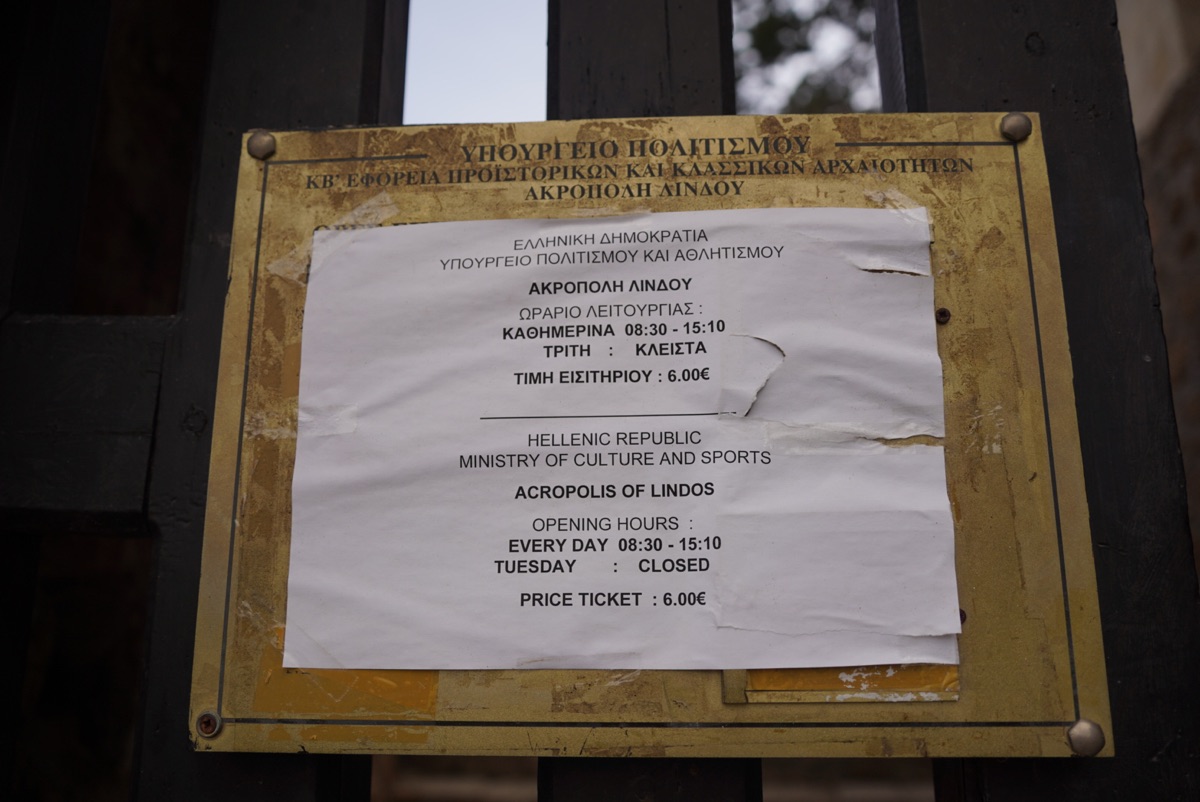 ΥΠΟΥΡΓΕΙΟ ΠΟΛΙΤΙΣΜΟΥ
ΚΒ' ΕΦΟΡΕΙΑ ΠΡΟΪΣΤΟΡΙΚΩΝ ΚΑΙ ΚΛΑΣΣΙΚΩΝ ΑΡΧΑΙΟΤΗΤΩΝ
ΑΚΡΟΠΟΛΗ ΛΙΝΔΟΥ
ΕΛΛΗΝΙΚΗ ΔΗΜΟΚΡΑΤΙΑ
ΥΠΟΥΡΓΕΙΟ ΠΟΛΙΤΙΣΜΟΥ ΚΑΙ ΑΘΛΗΤΙΣΜΟΥ
ΑΚΡΟΠΟΛΗ ΛΙΝΔΟΥ
ΩΡΑΡΙΟ ΛΕΙΤΟΥΡΓΙΑΣ :
ΚΑΘΗΜΕΡΙΝΑ 08:30 - 15:10
ΤΡΙΤΗ : ΚΛΕΙΣΤΑ
ΤΙΜΗ ΕΙΣΙΤΗΡΙΟΥ : 6.00€
HELLENIC REPUBLIC
MINISTRY OF CULTURE AND SPORTS
ACROPOLIS OF LINDOS
OPENING HOURS :
EVERY DAY 08:30 - 15:10
TUESDAY : CLOSED
PRICE TICKET : 6.00€